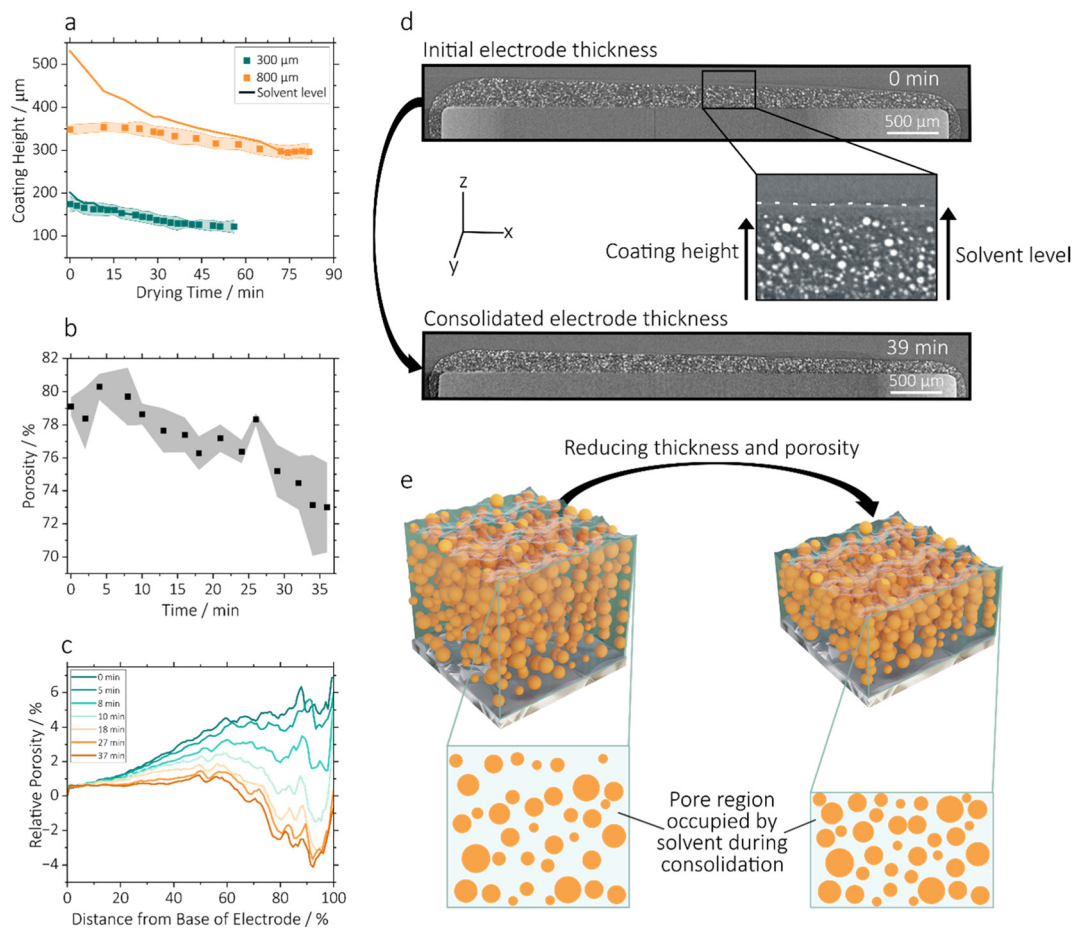 a
500
400
300
200
100
Coating Height / µm
300 µm
800 µm
Solvent level
0 15 30 45 60 75 90
Drying Time / min
b
82
80
78
76
74
72
70
Porosity / %
0 5 10 15 20 25 30 35
Time / min
c
6
4
2
0
−2
−4
Relative Porosity / %
0 min
5 min
8 min
10 min
18 min
27 min
37 min
0 20 40 60 80 100
Distance from Base of Electrode / %
d
Initial electrode thickness
0 min
500 µm
z
x
y
Coating height
Solvent level
Consolidated electrode thickness
39 min
500 µm
Reducing thickness and porosity
e
Pore region
occupied by
solvent during
consolidation